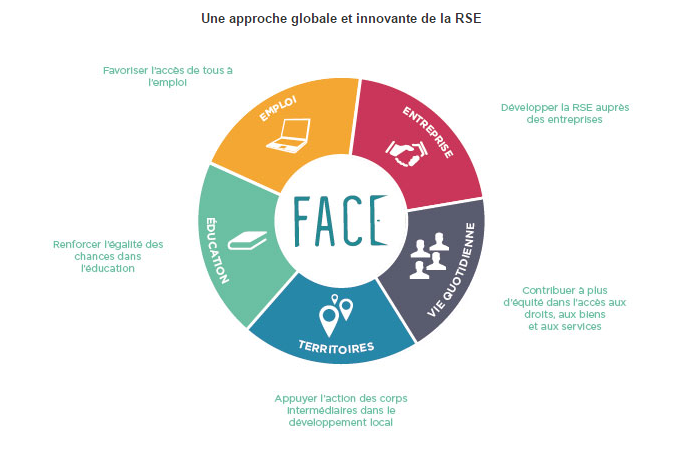 Une approche globale et innovante de la RSE
Favoriser l'accès de tous à
l'emploi
EMPLOI
ENTREPRISE
Développer la RSE auprès
des entreprises
FACE
ÉDUCATION
Renforcer l'égalité des
chances dans
l'éducation
VIE QUOTIDIENNE
Contribuer à plus
d'équité dans l'accès aux
droits, aux biens
et aux services
TERRITOIRES
Appuyer l'action des corps
intermédiaires dans le
développement local